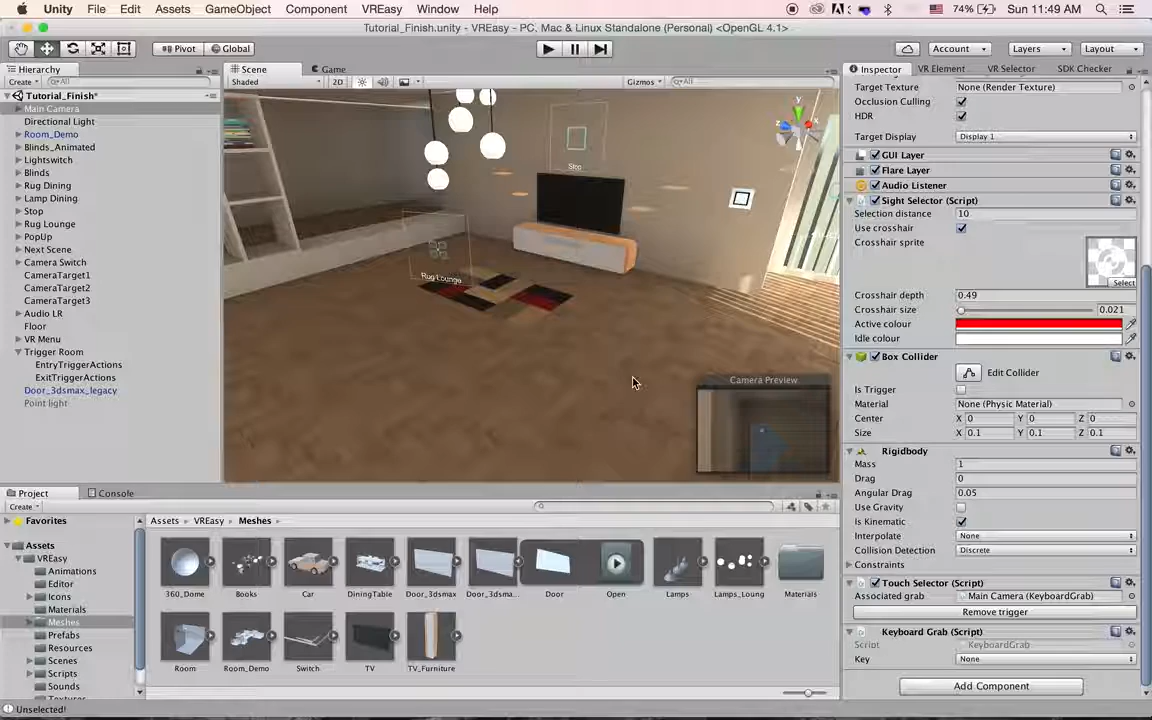 Unity File Edit Assets GameObject Component VREasy Window Help 74% Sun 11:49 AM
Tutorial_Finish.unity - VREasy - PC, Mac & Linux Standalone (Personal) <OpenGL 4.1>
Pivot Global Account Layers Layout
Hierarchy
Create All
Tutorial_Finish*
Main Camera
Directional Light
Room_Demo
Blinds_Animated
Lightswitch
Blinds
Rug Dining
Lamp Dining
Stop
Rug Lounge
PopUp
Next Scene
Camera Switch
CameraTarget1
CameraTarget2
CameraTarget3
Audio LR
Floor
VR Menu
Trigger Room
EntryTriggerActions
ExitTriggerActions
Door_3dsmax_legacy
Point light
Scene Game
Shaded 2D Gizmos All
y
x
z
Stop
Rug Lounge
Camera Preview
Inspector VR Element VR Selector SDK Checker
Target Texture None (Render Texture)
Occlusion Culling
HDR
Target Display Display 1
GUI Layer
Flare Layer
Audio Listener
Sight Selector (Script)
Selection distance 10
Use crosshair
Crosshair sprite
Select
Crosshair depth 0.49
Crosshair size 0.021
Active colour
Idle colour
Box Collider
Edit Collider
Is Trigger
Material None (Physic Material)
Center X 0 Y 0 Z 0
Size X 0.1 Y 0.1 Z 0.1
Rigidbody
Mass 1
Drag 0
Angular Drag 0.05
Use Gravity
Is Kinematic
Interpolate None
Collision Detection Discrete
Constraints
Touch Selector (Script)
Associated grab Main Camera (KeyboardGrab)
Remove trigger
Keyboard Grab (Script)
Script KeyboardGrab
Key None
Add Component
Project Console
Create
Favorites
Assets
VREasy
Animations
Editor
Icons
Materials
Meshes
Prefabs
Resources
Scenes
Scripts
Sounds
Textures
Assets VREasy Meshes
360_Dome Books Car DiningTable Door_3dsmax Door_3dsma... Door Open Lamps Lamps_Loung Materials
Room Room_Demo Switch TV TV_Furniture
Unselected!